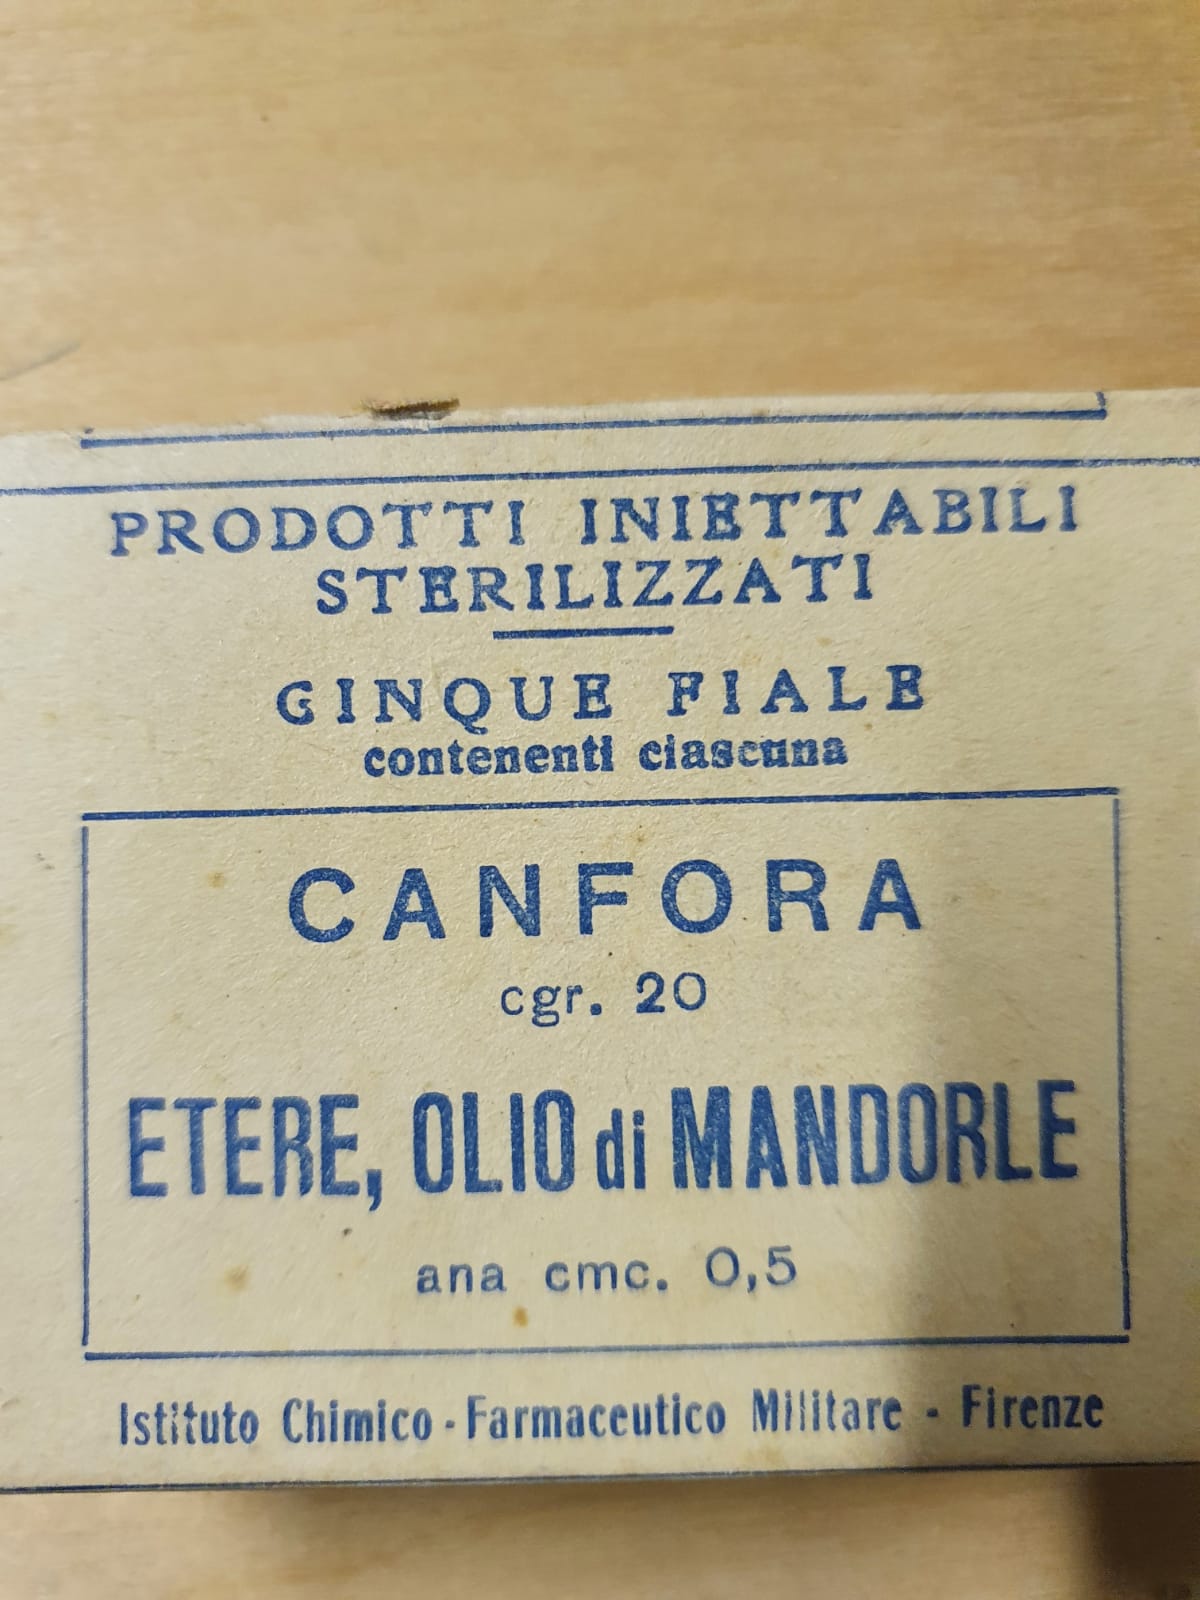 PRODOTTI INIETTABILI
STERILIZZATI
CINQUE FIALE
contenenti ciascuna
CANFORA
cgr. 20
ETERE, OLIO di MANDORLE
ana cmc. 0,5
Istituto Chimico - Farmaceutico Militare - Firenze